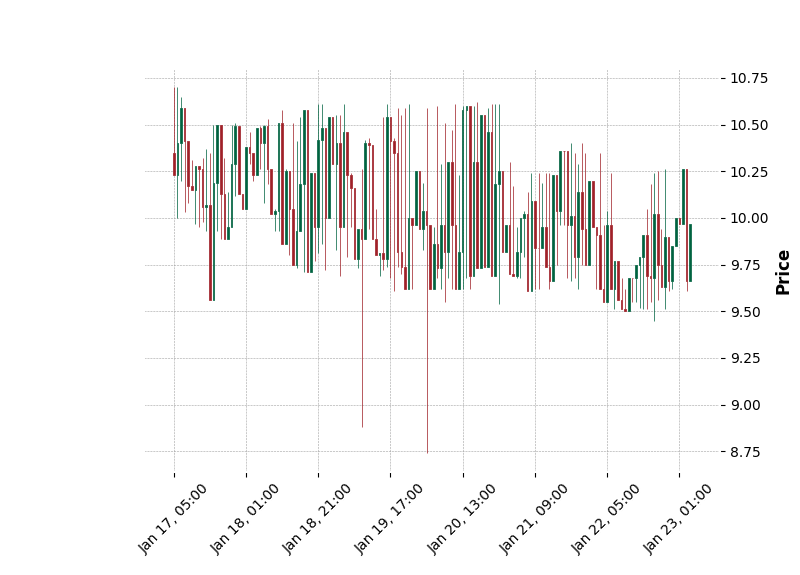 10.75
10.50
10.25
10.00
9.75
9.50
9.25
9.00
8.75
Price
Jan 17, 05:00
Jan 18, 01:00
Jan 18, 21:00
Jan 19, 17:00
Jan 20, 13:00
Jan 21, 09:00
Jan 22, 05:00
Jan 23, 01:00